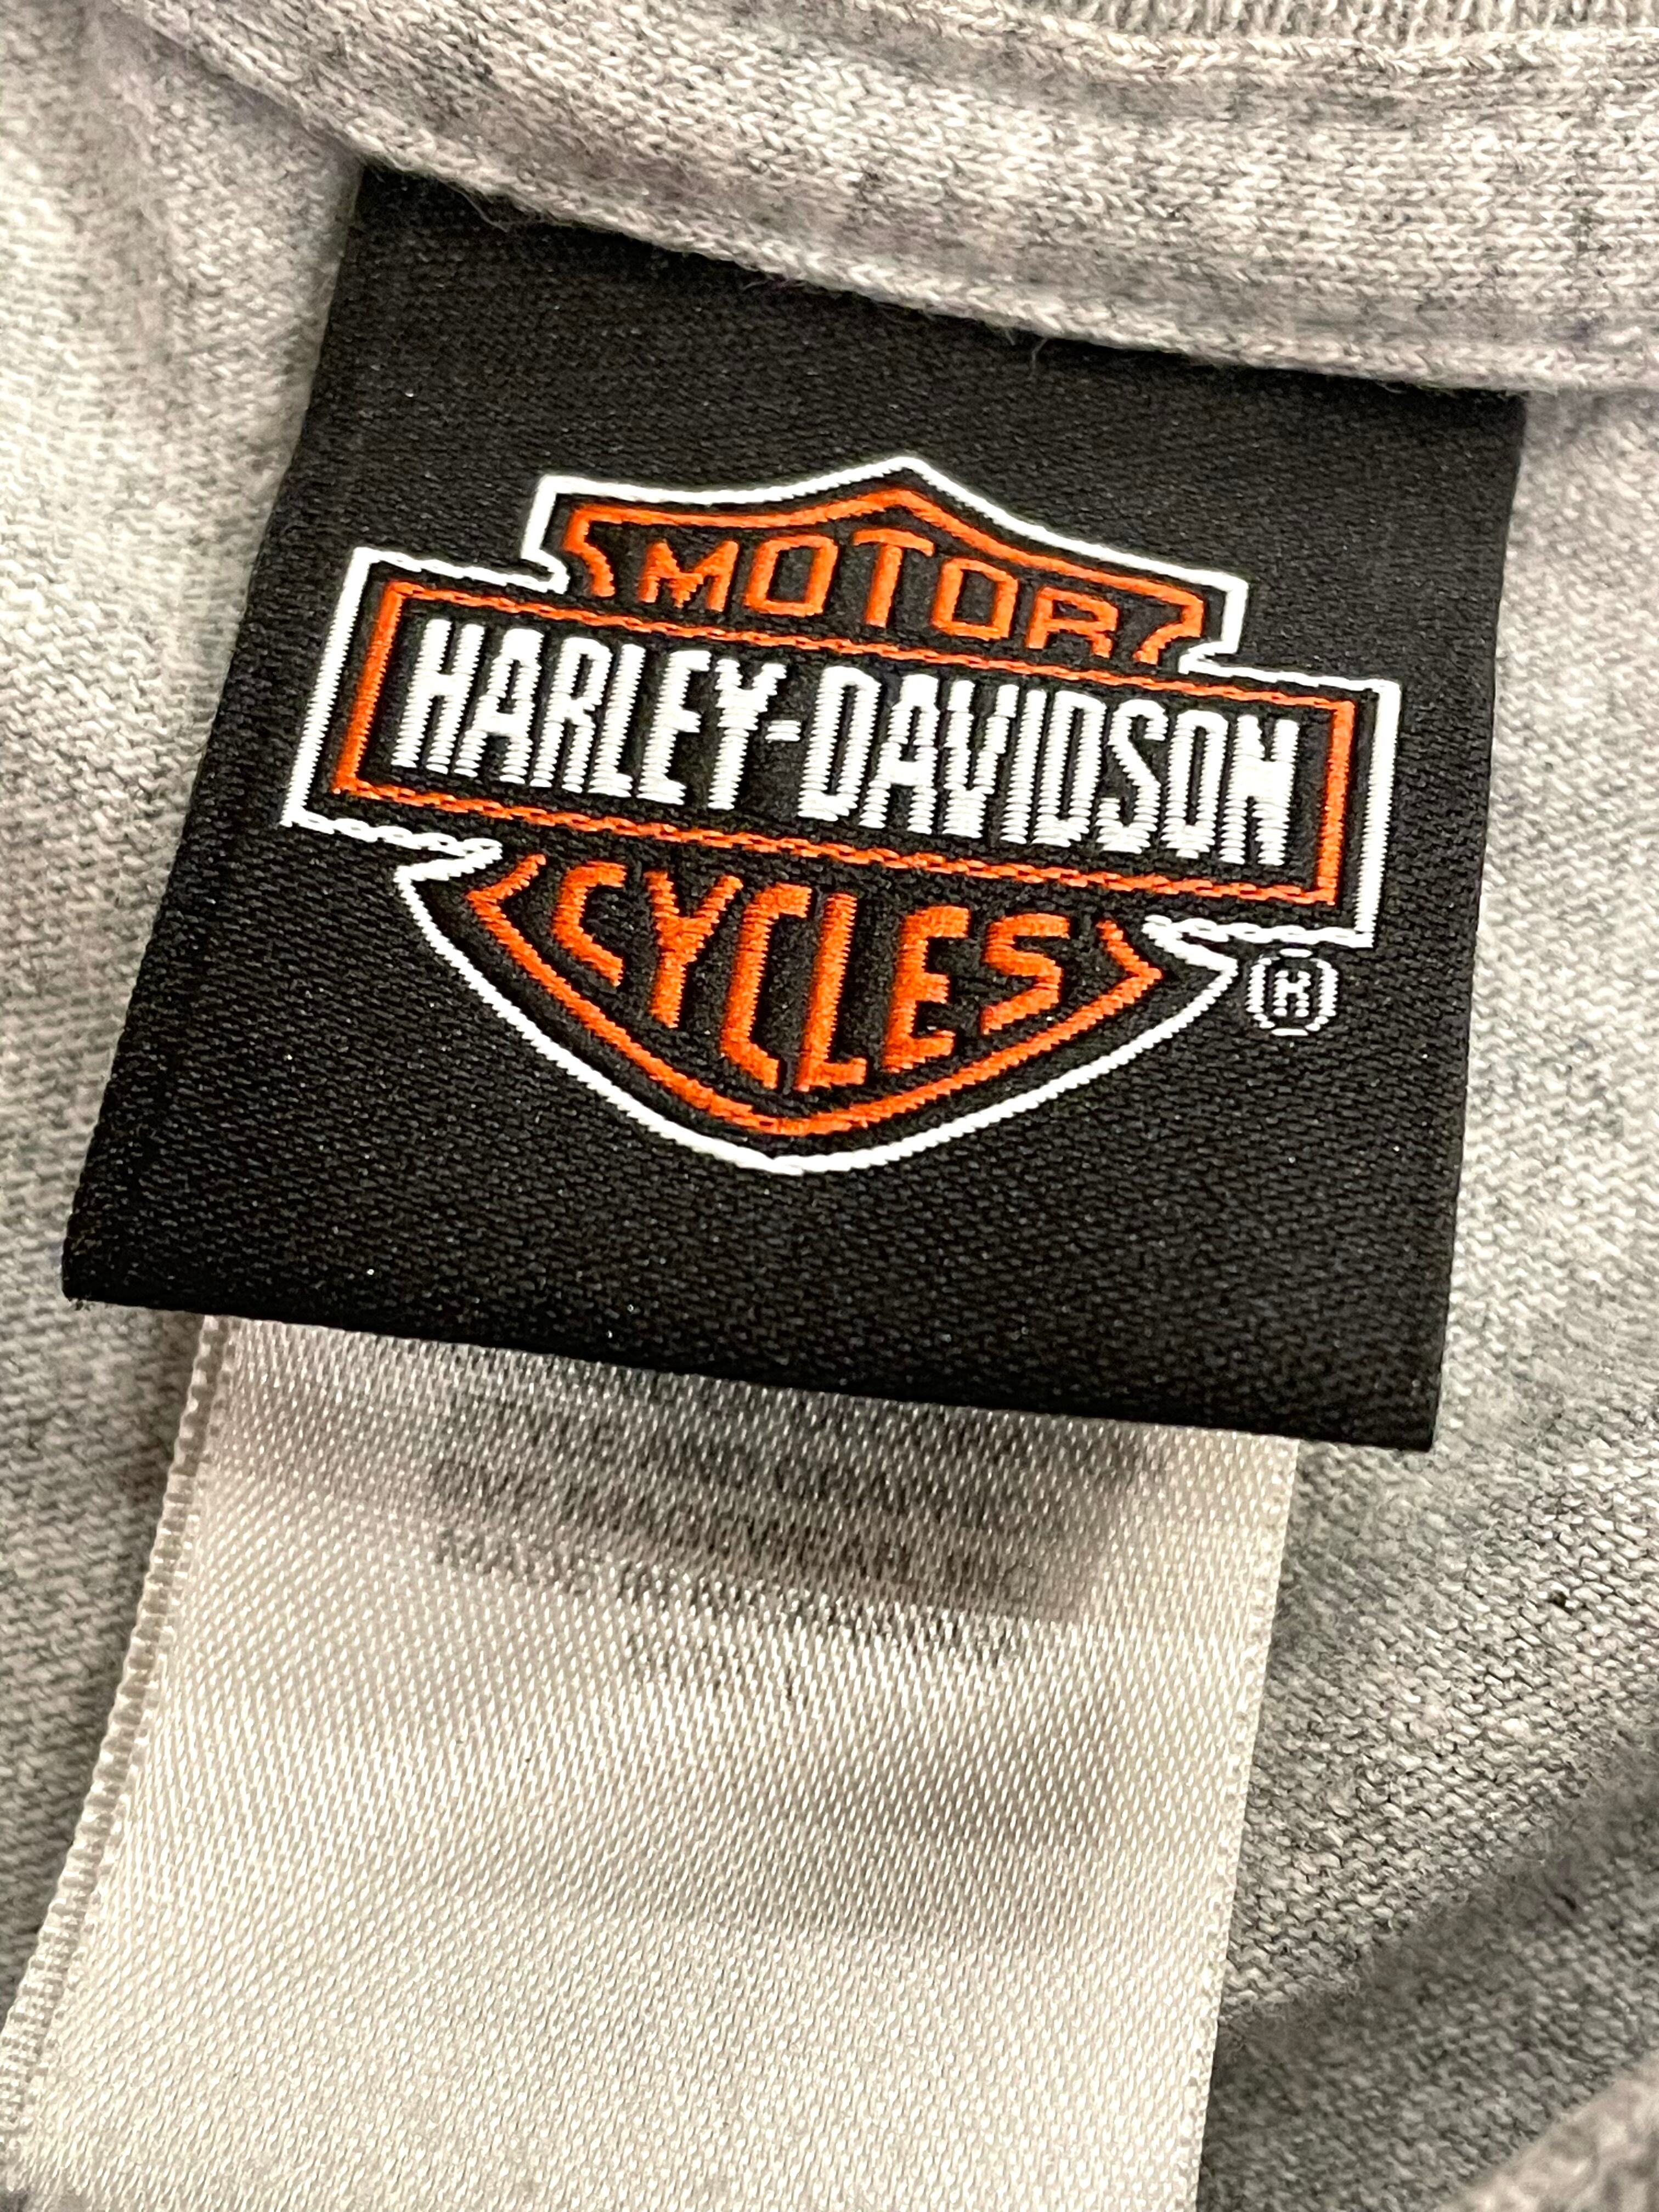 MOTOR
HARLEY-DAVIDSON
CYCLES
®